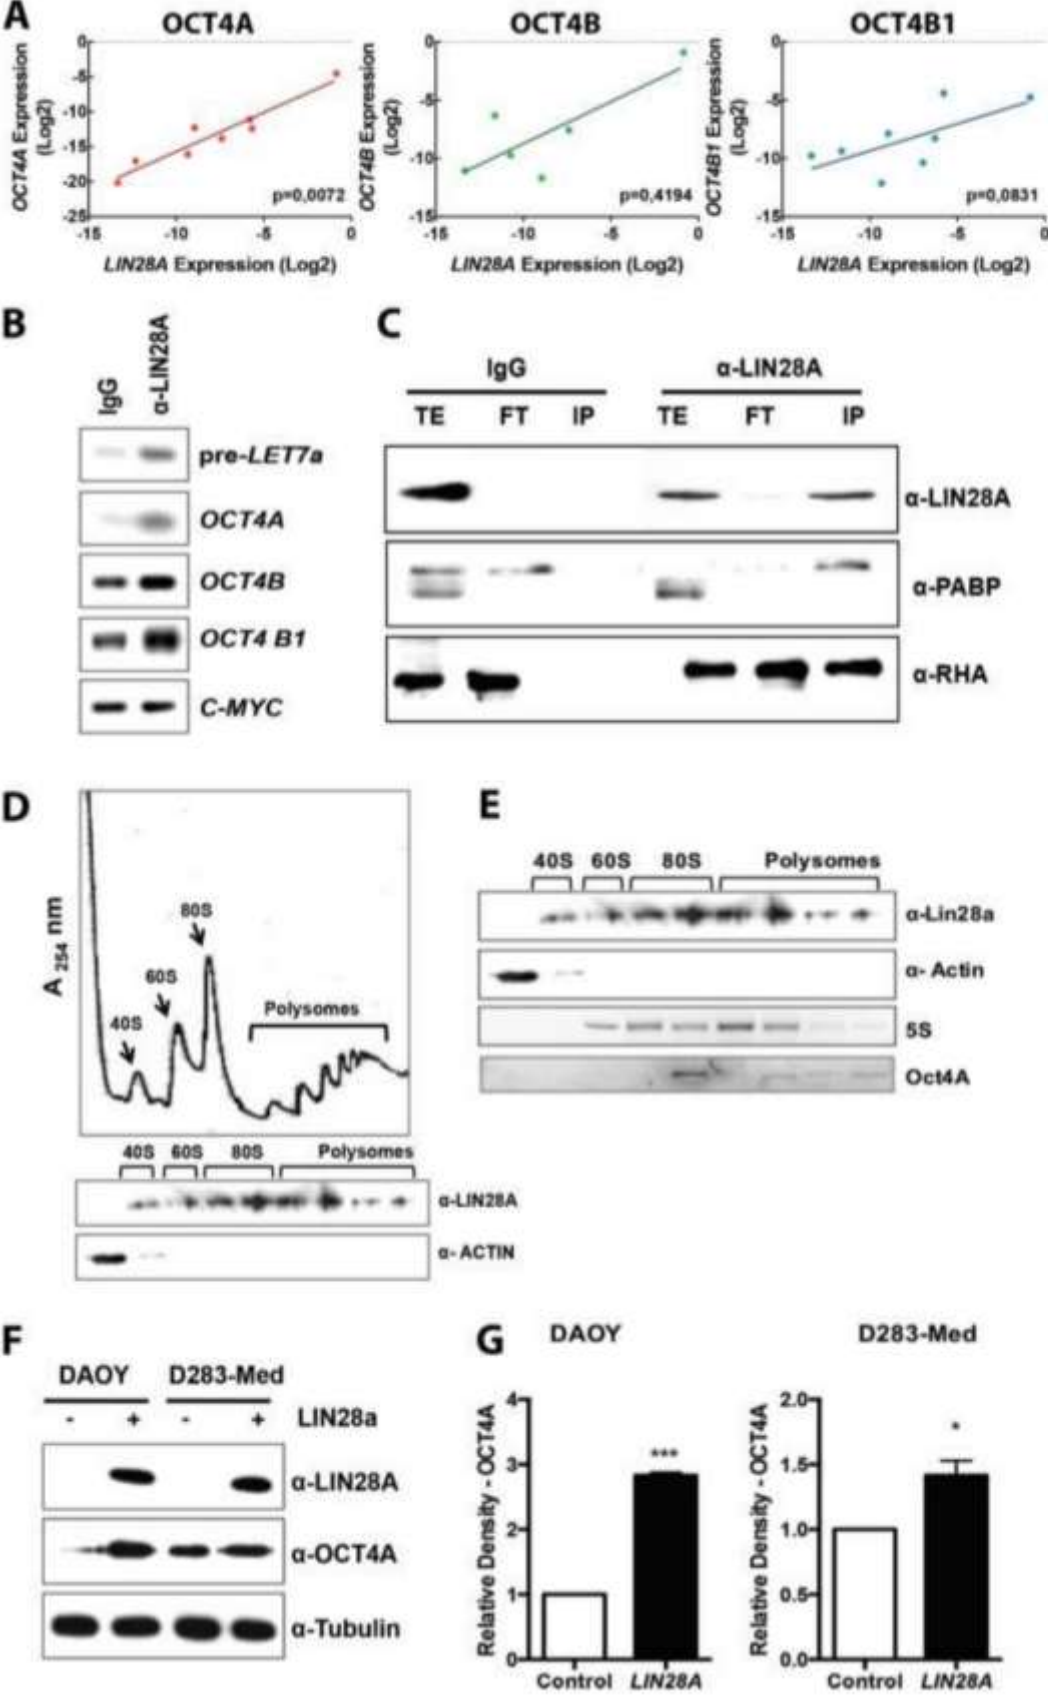 A
OCT4A
OCT4B
OCT4B1
OCT4A Expression (Log2)
0
-5
-10
-15
-20
-25
p=0,0072
-15 -10 -5 0
LIN28A Expression (Log2)
OCT4B Expression (Log2)
0
-5
-10
-15
p=0,4194
-15 -10 -5 0
LIN28A Expression (Log2)
OCT4B1 Expression (Log2)
0
-5
-10
-15
p=0,0831
-15 -10 -5 0
LIN28A Expression (Log2)
B
IgG
α-LIN28A
pre-LET7a
OCT4A
OCT4B
OCT4 B1
C-MYC
C
IgG α-LIN28A
TE FT IP TE FT IP
α-LIN28A
α-PABP
α-RHA
D
A 254 nm
40S
60S
80S
Polysomes
40S 60S 80S Polysomes
α-LIN28A
α- ACTIN
E
40S 60S 80S Polysomes
α-Lin28a
α- Actin
5S
Oct4A
F
DAOY D283-Med
- + - + LIN28a
α-LIN28A
α-OCT4A
α-Tubulin
G
DAOY
Relative Density - OCT4A
4
3
2
1
0
***
Control LIN28A
D283-Med
Relative Density - OCT4A
2.0
1.5
1.0
0.5
0.0
*
Control LIN28A